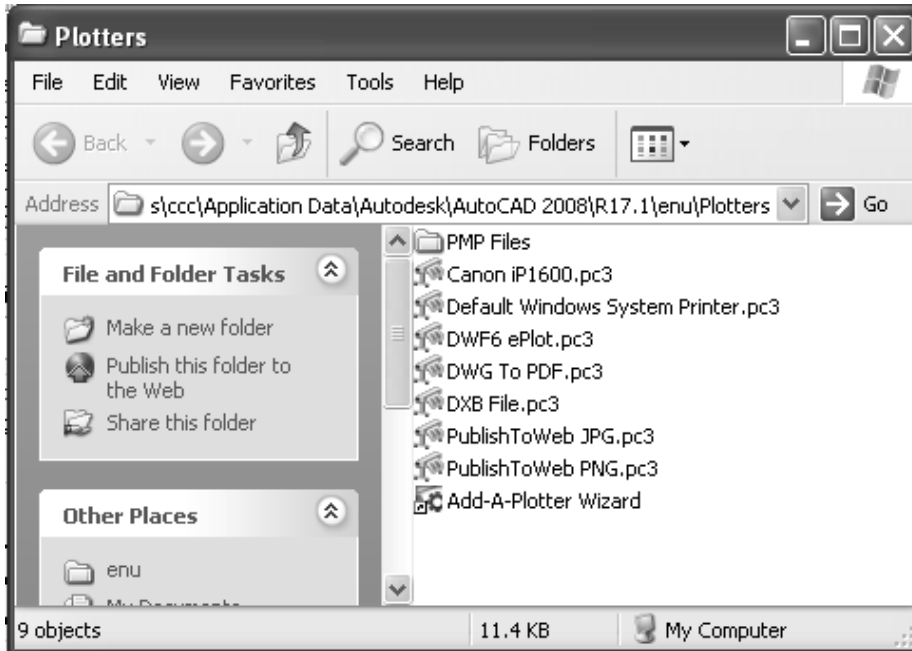 Plotters
File Edit View Favorites Tools Help
Back Search Folders
Address s\ccc\Application Data\Autodesk\AutoCAD 2008\R17.1\enu\Plotters Go
File and Folder Tasks
Make a new folder
Publish this folder to
the Web
Share this folder
Other Places
enu
My Documents
PMP Files
Canon iP1600.pc3
Default Windows System Printer.pc3
DWF6 ePlot.pc3
DWG To PDF.pc3
DXB File.pc3
PublishToWeb JPG.pc3
PublishToWeb PNG.pc3
Add-A-Plotter Wizard
9 objects 11.4 KB My Computer